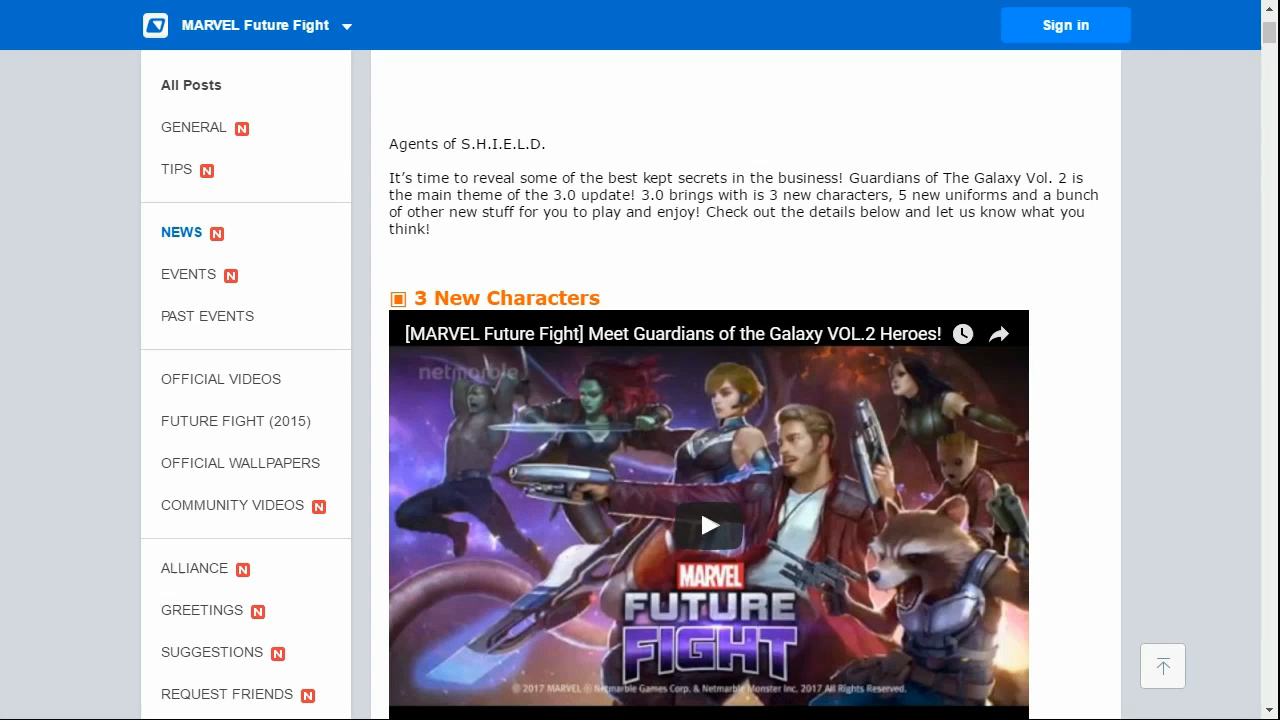 MARVEL Future Fight
Sign in
All Posts
GENERAL N
TIPS N
NEWS N
EVENTS N
PAST EVENTS
OFFICIAL VIDEOS
FUTURE FIGHT (2015)
OFFICIAL WALLPAPERS
COMMUNITY VIDEOS N
ALLIANCE N
GREETINGS N
SUGGESTIONS N
REQUEST FRIENDS N
Agents of S.H.I.E.L.D.
It’s time to reveal some of the best kept secrets in the business! Guardians of The Galaxy Vol. 2 is
the main theme of the 3.0 update! 3.0 brings with is 3 new characters, 5 new uniforms and a bunch
of other new stuff for you to play and enjoy! Check out the details below and let us know what you
think!
▣ 3 New Characters
[MARVEL Future Fight] Meet Guardians of the Galaxy VOL.2 Heroes!
netmarble
MARVEL
FUTURE
FIGHT
© 2017 MARVEL ⓒ Netmarble Games Corp. & Netmarble Monster Inc. 2017 All Rights Reserved.